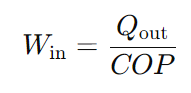 W_in = Q_out / COP